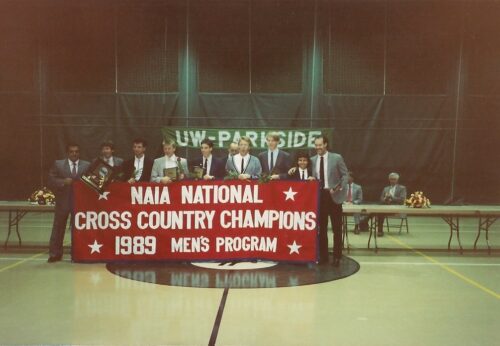 UW-PARKSIDE
NAIA NATIONAL
CROSS COUNTRY CHAMPIONS
1989 MEN'S PROGRAM